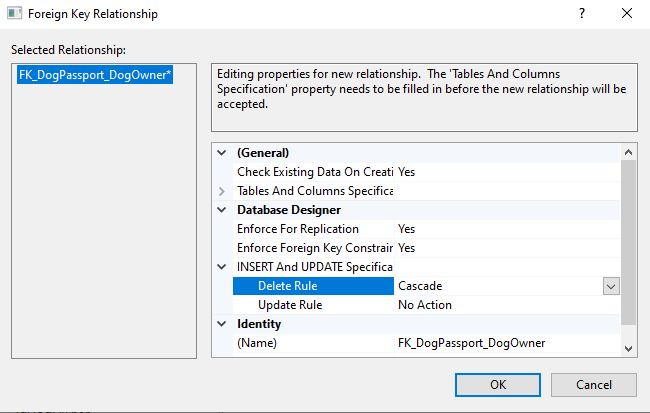 Foreign Key Relationship
?
Selected Relationship:
FK_DogPassport_DogOwner*
Editing properties for new relationship. The 'Tables And Columns
Specification' property needs to be filled in before the new relationship will be
accepted.
(General)
Check Existing Data On Creati Yes
Tables And Columns Specifica
Database Designer
Enforce For Replication Yes
Enforce Foreign Key Constrain Yes
INSERT And UPDATE Specifica
Delete Rule Cascade
Update Rule No Action
Identity
(Name) FK_DogPassport_DogOwner
OK Cancel